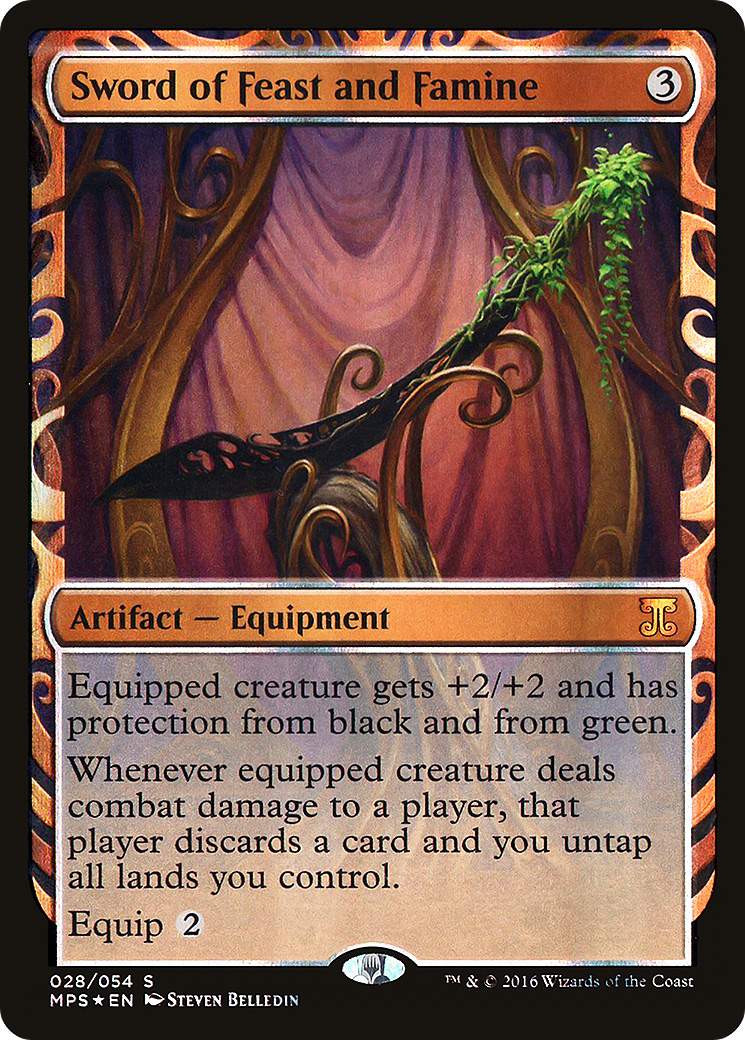 Sword of Feast and Famine 3
Artifact — Equipment
Equipped creature gets +2/+2 and has
protection from black and from green.
Whenever equipped creature deals
combat damage to a player, that
player discards a card and you untap
all lands you control.
Equip 2
028/054 S
MPS★EN Steven Belledin
™ & © 2016 Wizards of the Coast